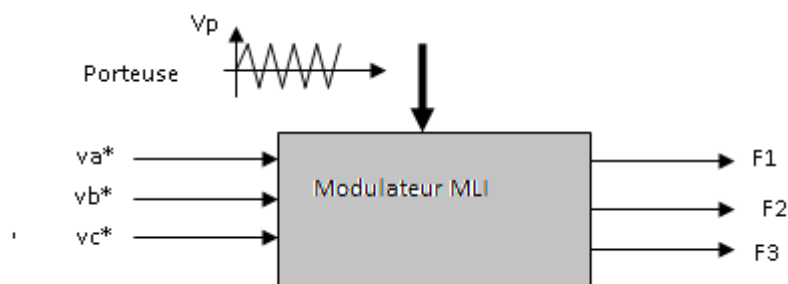 Vp
Porteuse
va*
vb*
vc*
Modulateur MLI
F1
F2
F3